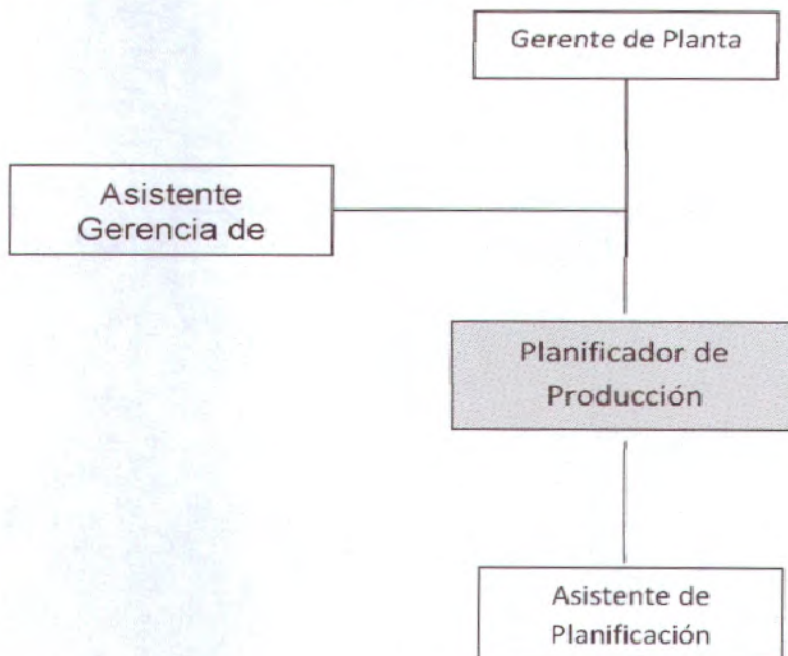 Gerente de Planta
Asistente
Gerencia de
Planificador de
Producción
Asistente de
Planificación